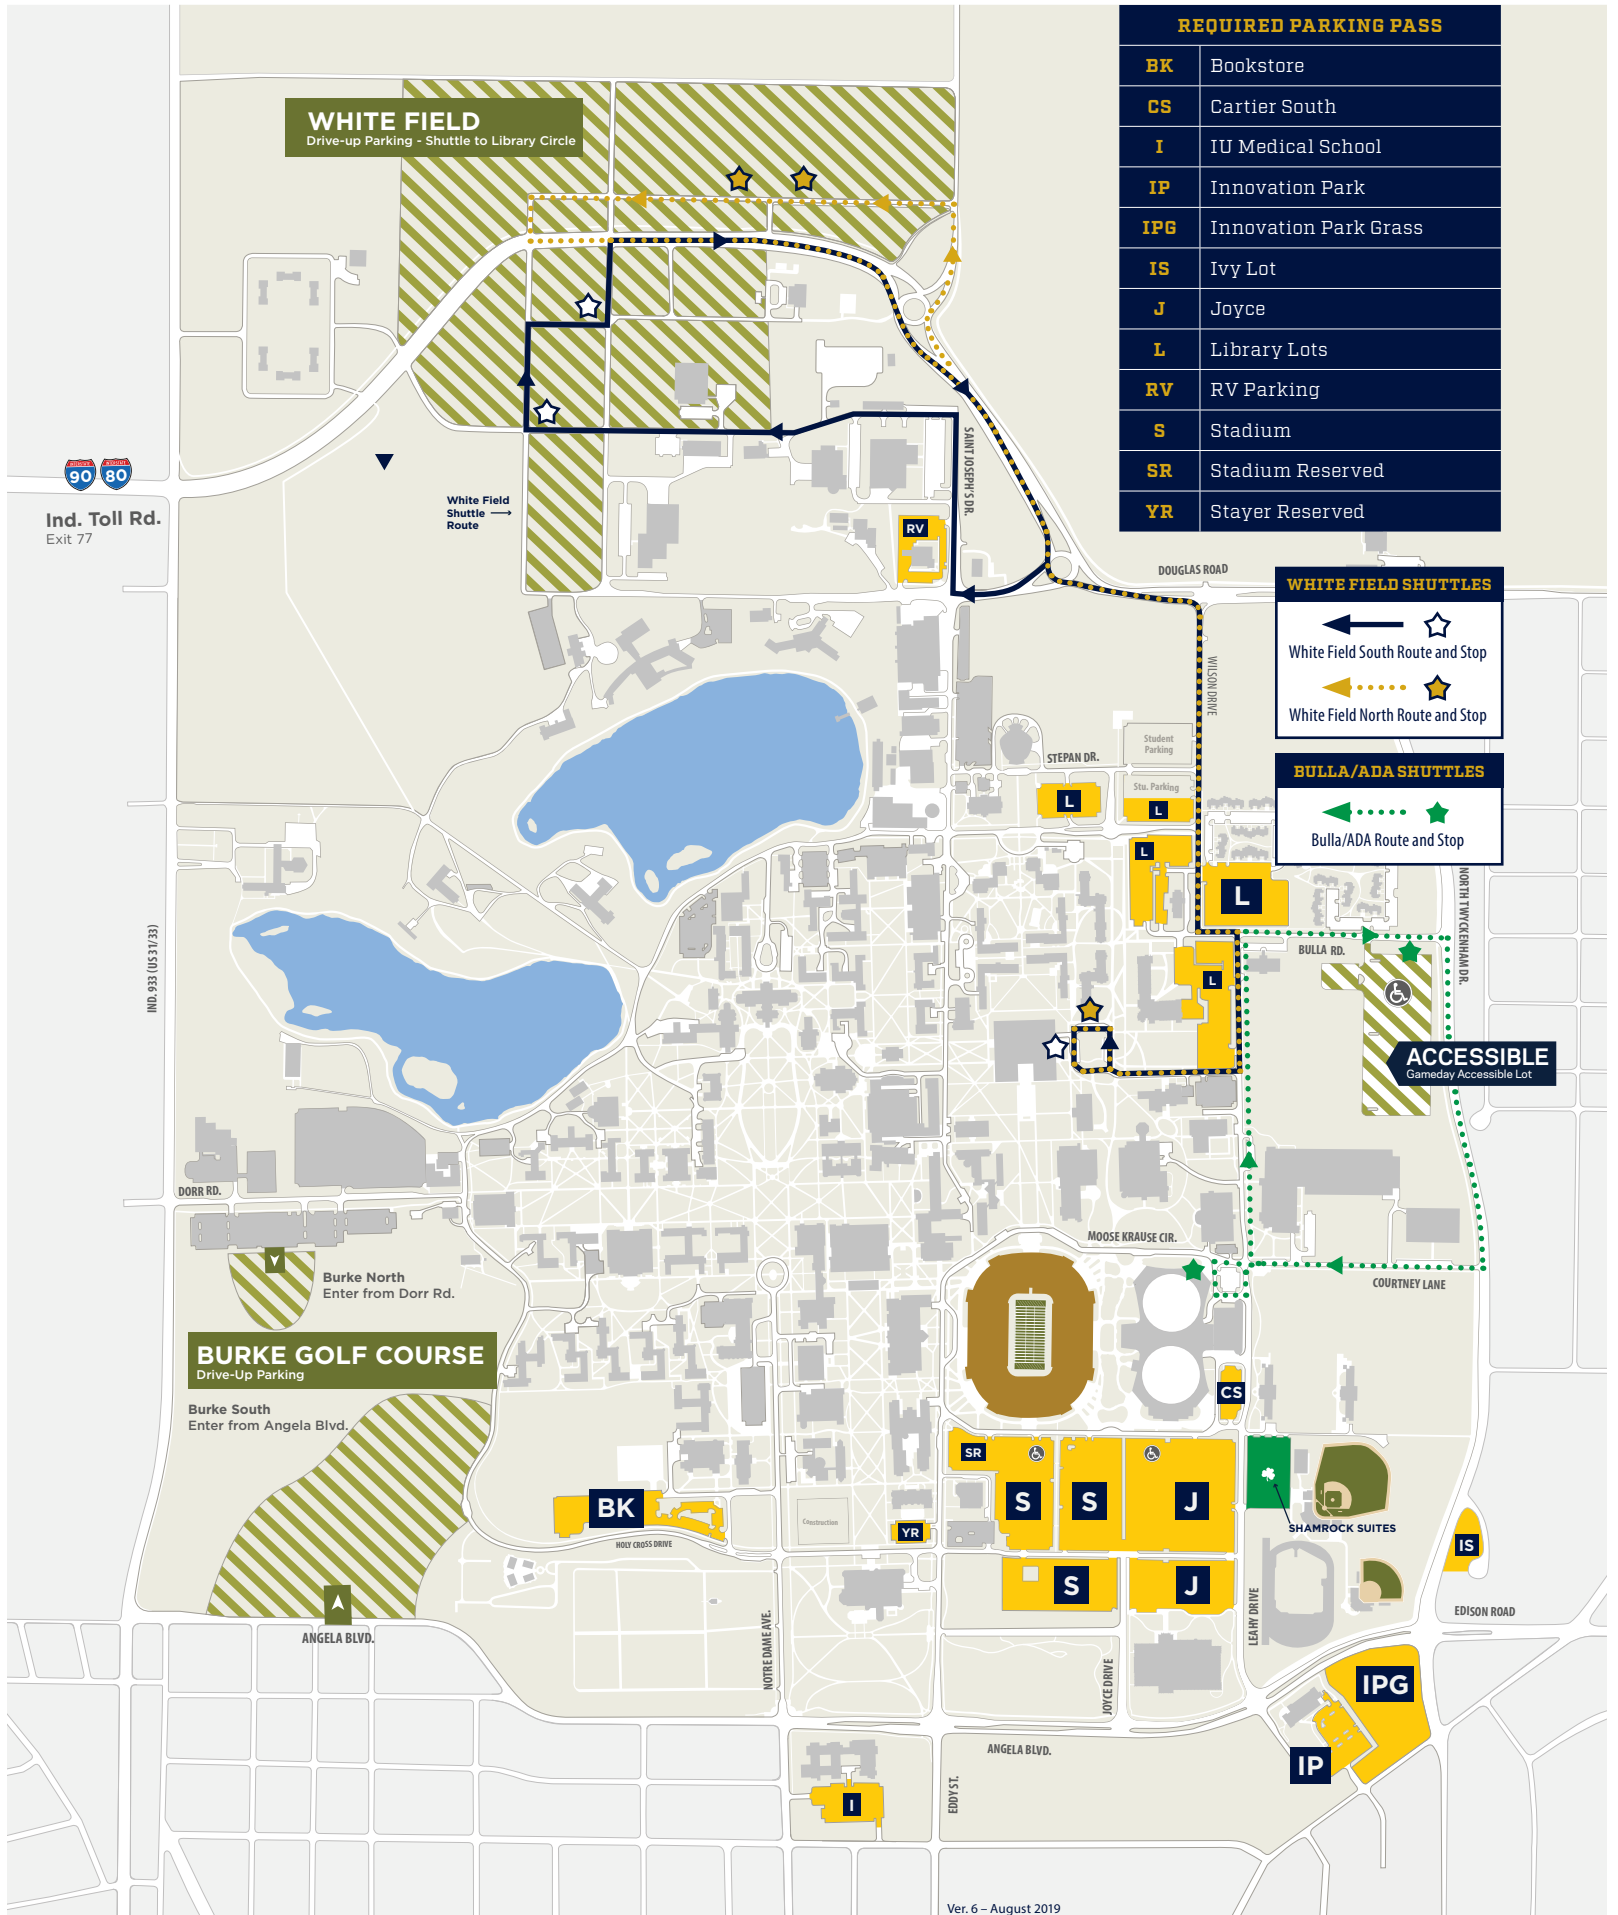 REQUIRED PARKING PASS
BK Bookstore
CS Cartier South
I IU Medical School
IP Innovation Park
IPG Innovation Park Grass
IS Ivy Lot
J Joyce
L Library Lots
RV RV Parking
S Stadium
SR Stadium Reserved
YR Stayer Reserved
WHITE FIELD
Drive-up Parking - Shuttle to Library Circle
90 80
Ind. Toll Rd.
Exit 77
White Field
Shuttle
Route
SAINT JOSEPH'S DR.
RV
DOUGLAS ROAD
WHITE FIELD SHUTTLES
White Field South Route and Stop
White Field North Route and Stop
BULLA/ADA SHUTTLES
Bulla/ADA Route and Stop
WILSON DRIVE
Student
Parking
STEPAN DR.
Stu. Parking
L
L
L
L
NORTH TWYCKENHAM DR.
IND. 933 (US 31/33)
BULLA RD.
L
ACCESSIBLE
Gameday Accessible Lot
DORR RD.
MOOSE KRAUSE CIR.
COURTNEY LANE
Burke North
Enter from Dorr Rd.
BURKE GOLF COURSE
Drive-Up Parking
Burke South
Enter from Angela Blvd.
CS
SR
S
S
J
BK
Construction
YR
SHAMROCK SUITES
HOLY CROSS DRIVE
IS
S
J
LEAHY DRIVE
EDISON ROAD
ANGELA BLVD.
NOTRE DAME AVE.
JOYCE DRIVE
IPG
ANGELA BLVD.
IP
EDDY ST.
I
Ver. 6 – August 2019